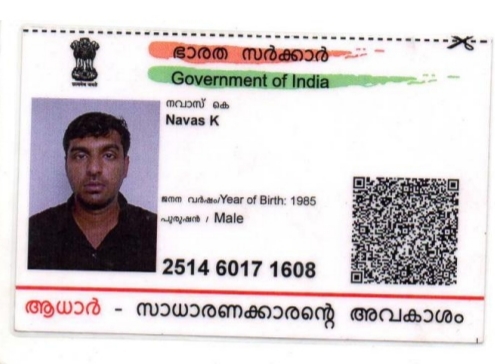 ഭാരത സർക്കാർ
Government of India
നവാസ് കെ
Navas K
ജനന വർഷം/Year of Birth: 1985
പുരുഷൻ / Male
2514 6017 1608
ആധാർ - സാധാരണക്കാരന്റെ അവകാശം